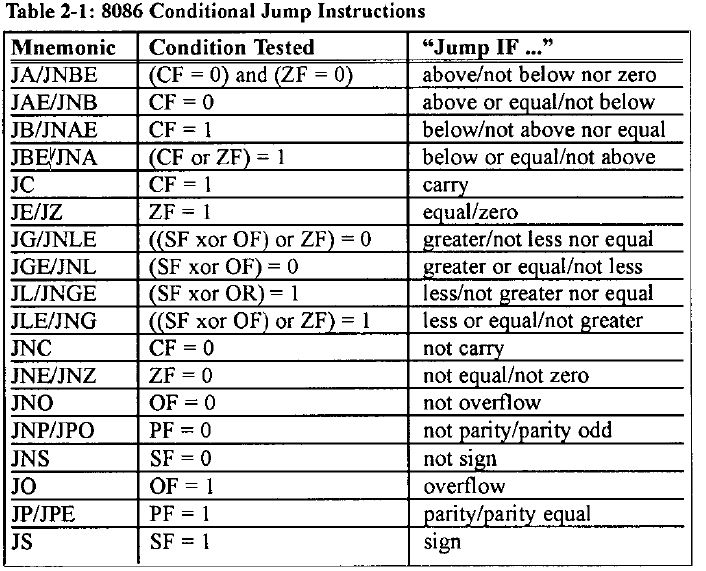 Table 2-1: 8086 Conditional Jump Instructions
Mnemonic Condition Tested “Jump IF ...”
JA/JNBE (CF = 0) and (ZF = 0) above/not below nor zero
JAE/JNB CF = 0 above or equal/not below
JB/JNAE CF = 1 below/not above nor equal
JBE/JNA (CF or ZF) = 1 below or equal/not above
JC CF = 1 carry
JE/JZ ZF = 1 equal/zero
JG/JNLE ((SF xor OF) or ZF) = 0 greater/not less nor equal
JGE/JNL (SF xor OF) = 0 greater or equal/not less
JL/JNGE (SF xor OR) = 1 less/not greater nor equal
JLE/JNG ((SF xor OF) or ZF) = 1 less or equal/not greater
JNC CF = 0 not carry
JNE/JNZ ZF = 0 not equal/not zero
JNO OF = 0 not overflow
JNP/JPO PF = 0 not parity/parity odd
JNS SF = 0 not sign
JO OF = 1 overflow
JP/JPE PF = 1 parity/parity equal
JS SF = 1 sign